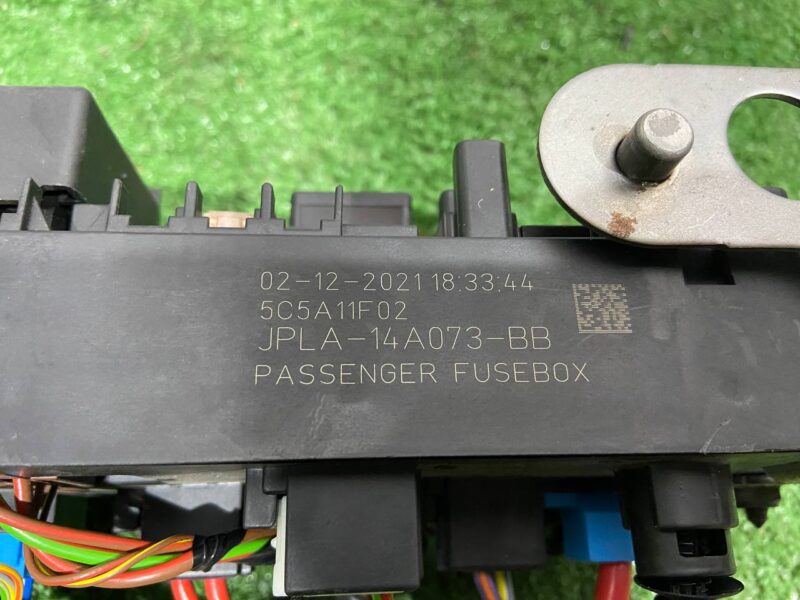 02-12-2021 18:33:44
5C5A11F02
JPLA-14A073-BB
PASSENGER FUSEBOX